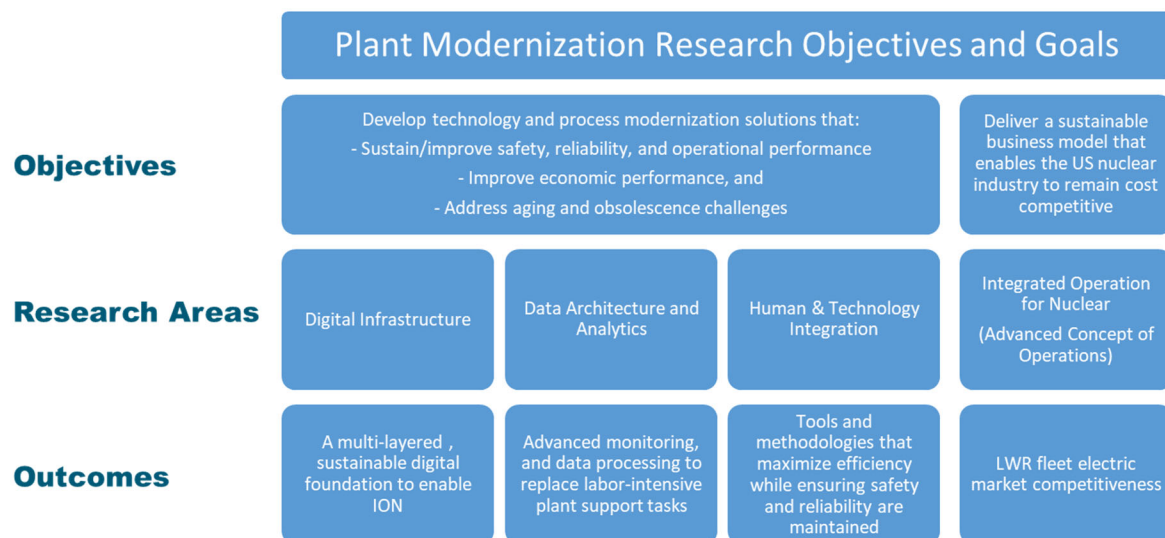 Plant Modernization Research Objectives and Goals
Objectives
Develop technology and process modernization solutions that:
- Sustain/improve safety, reliability, and operational performance
- Improve economic performance, and
- Address aging and obsolescence challenges
Deliver a sustainable
business model that
enables the US nuclear
industry to remain cost
competitive
Research Areas
Digital Infrastructure
Data Architecture and
Analytics
Human & Technology
Integration
Integrated Operation
for Nuclear
(Advanced Concept of
Operations)
Outcomes
A multi-layered ,
sustainable digital
foundation to enable
ION
Advanced monitoring,
and data processing to
replace labor-intensive
plant support tasks
Tools and
methodologies that
maximize efficiency
while ensuring safety
and reliability are
maintained
LWR fleet electric
market competitiveness